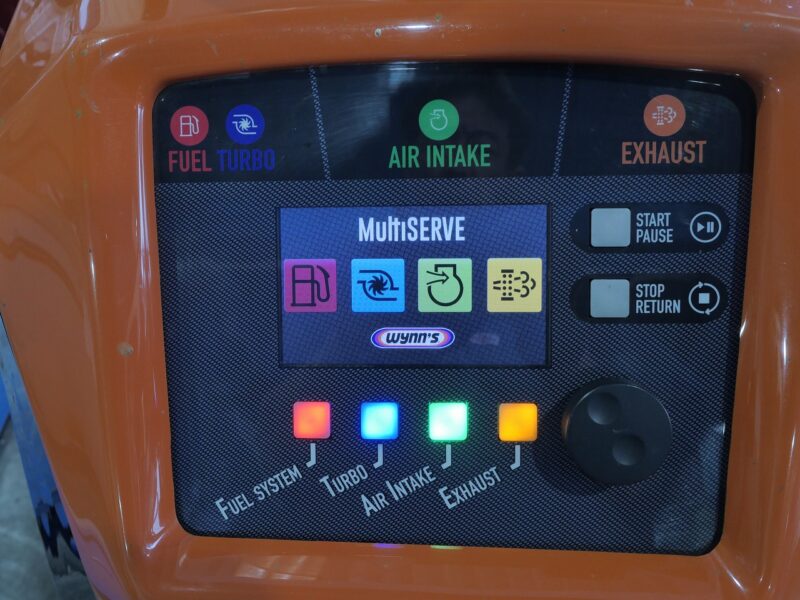 FUEL TURBO
AIR INTAKE
EXHAUST
MultiSERVE
WYNN'S
START
PAUSE
STOP
RETURN
FUEL SYSTEM
TURBO
AIR INTAKE
EXHAUST